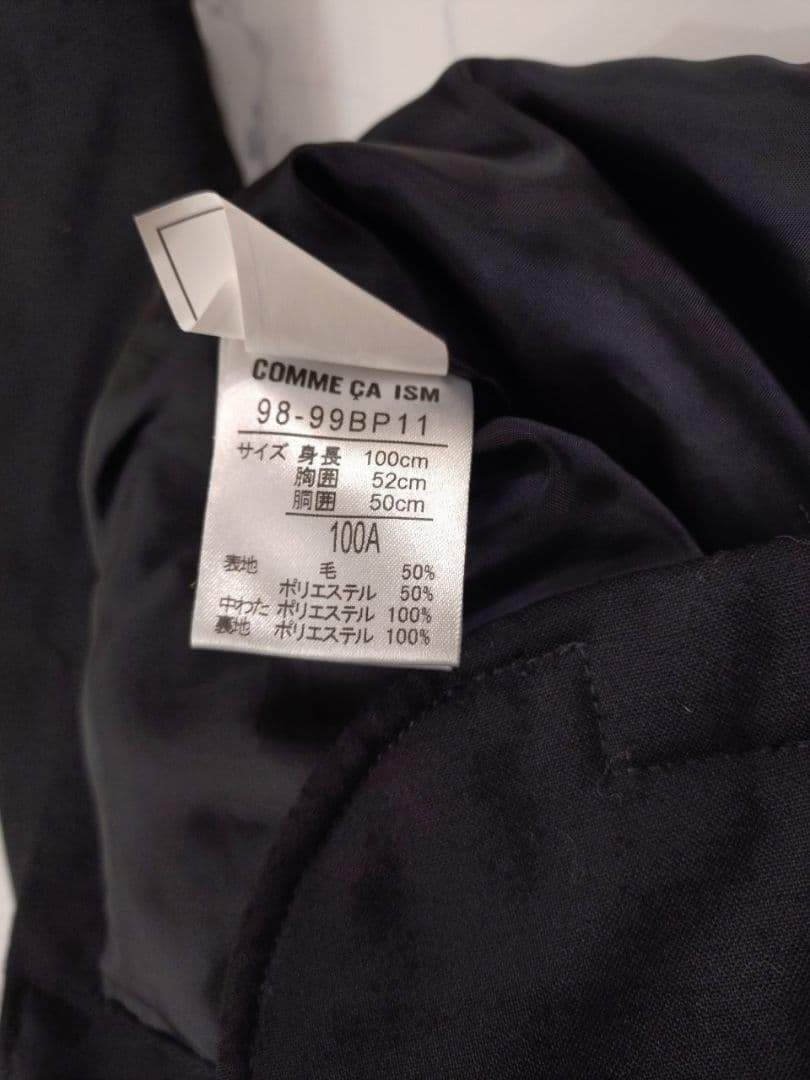 COMME ÇA ISM
98-99BP11
サイズ 身長 100cm
胸囲 52cm
胴囲 50cm
100A
表地 毛 50%
ポリエステル 50%
中わた ポリエステル 100%
裏地 ポリエステル 100%